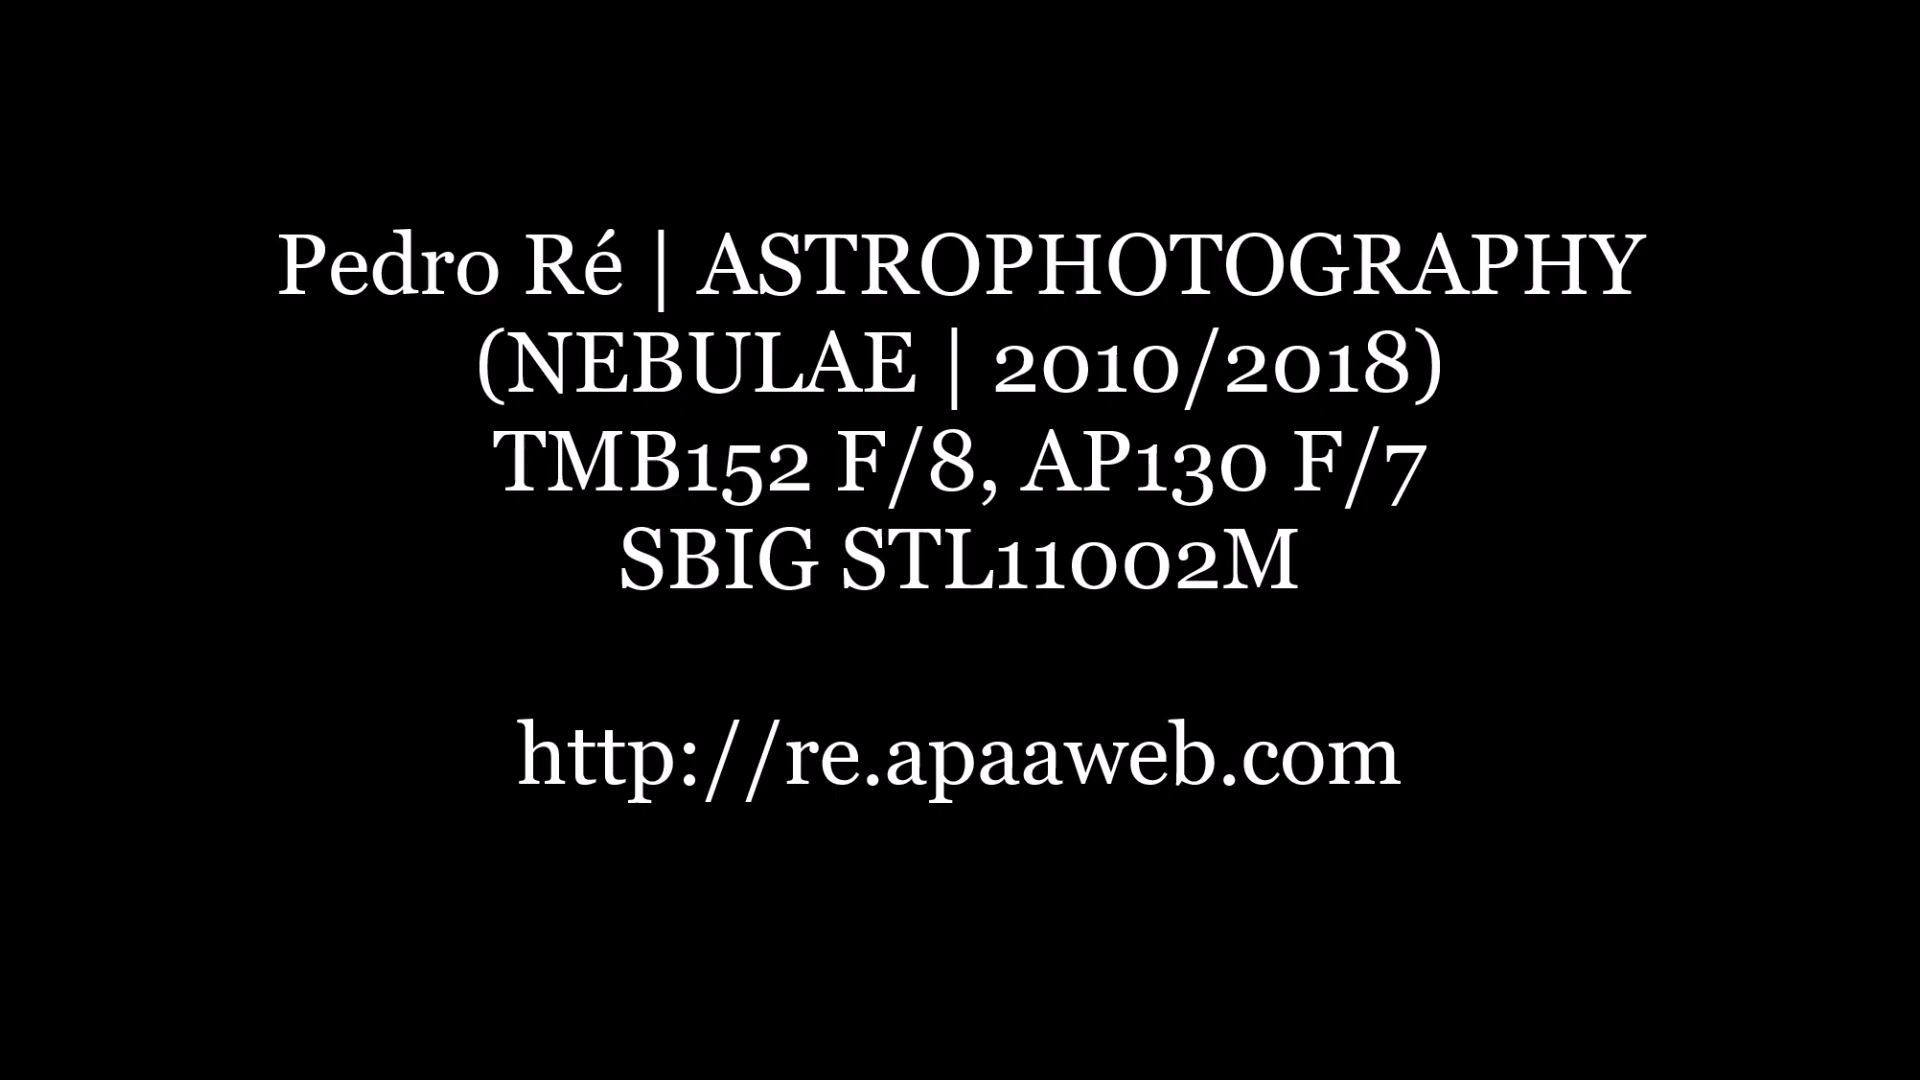 Pedro Ré | ASTROPHOTOGRAPHY
(NEBULAE | 2010/2018)
TMB152 F/8, AP130 F/7
SBIG STL11002M
http://re.apaaweb.com